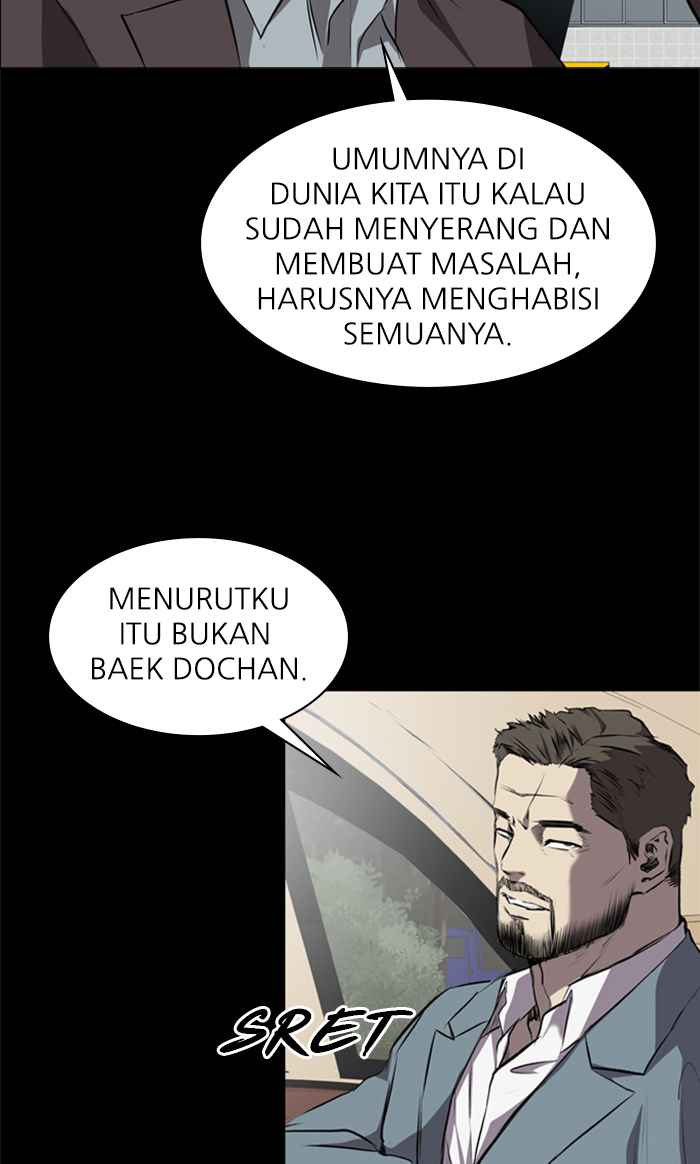 UMUMNYA DI
DUNIA KITA ITU KALAU
SUDAH MENYERANG DAN
MEMBUAT MASALAH,
HARUSNYA MENGHABISI
SEMUANYA.
MENURUTKU
ITU BUKAN
BAEK DOCHAN.
SRET